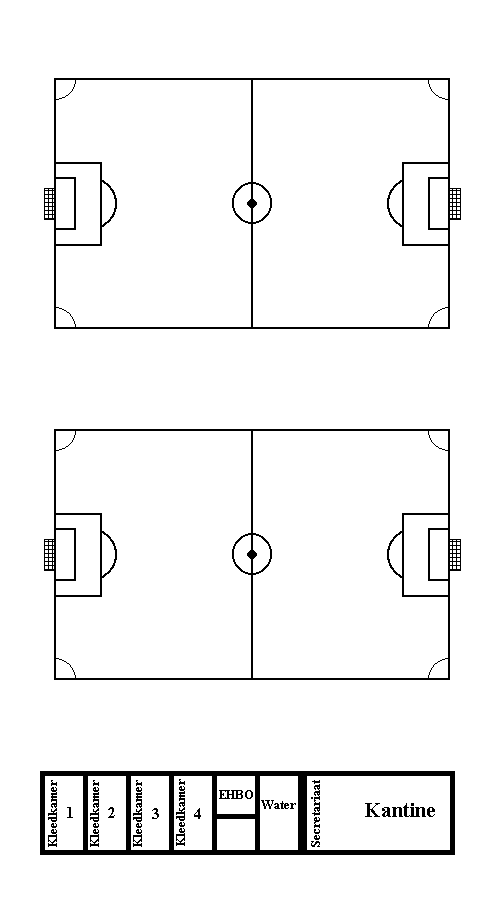 Kleedkamer 1
Kleedkamer 2
Kleedkamer 3
Kleedkamer 4
EHBO
Water
Secretariaat
Kantine